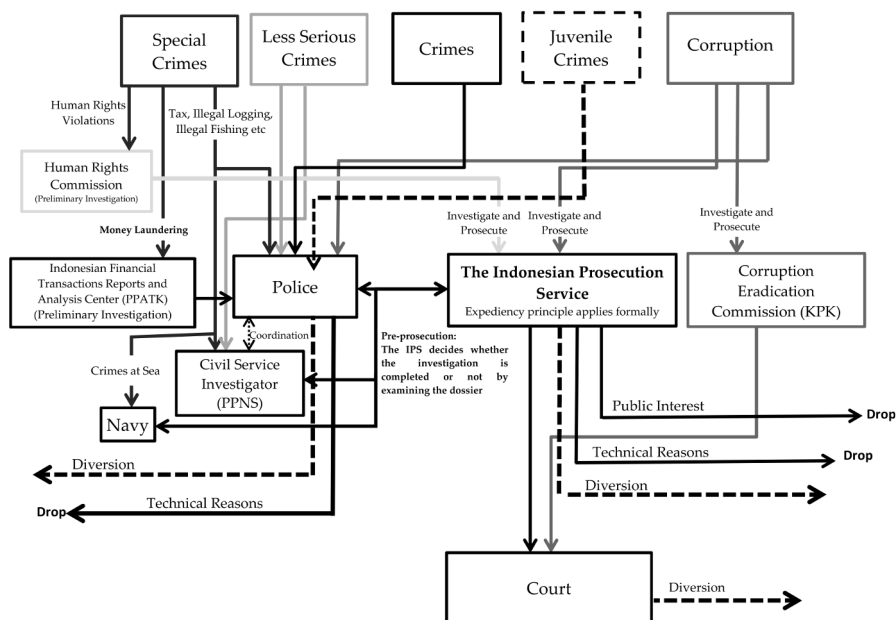 Special
Crimes
Less Serious
Crimes
Crimes
Juvenile
Crimes
Corruption
Human Rights
Violations
Tax, Illegal Logging,
Illegal Fishing etc
Human Rights
Commission
(Preliminary Investigation)
Investigate and
Prosecute
Investigate and
Prosecute
Investigate and
Prosecute
Money Laundering
Indonesian Financial
Transactions Reports and
Analysis Center (PPATK)
(Preliminary Investigation)
Police
The Indonesian Prosecution
Service
Expediency principle applies formally
Corruption
Eradication
Commission (KPK)
Coordination
Pre-prosecution:
The IPS decides whether
the investigation is
completed or not by
examining the dossier
Crimes at Sea
Civil Service
Investigator
(PPNS)
Navy
Public Interest
Drop
Technical Reasons
Drop
Diversion
Diversion
Technical Reasons
Drop
Court
Diversion